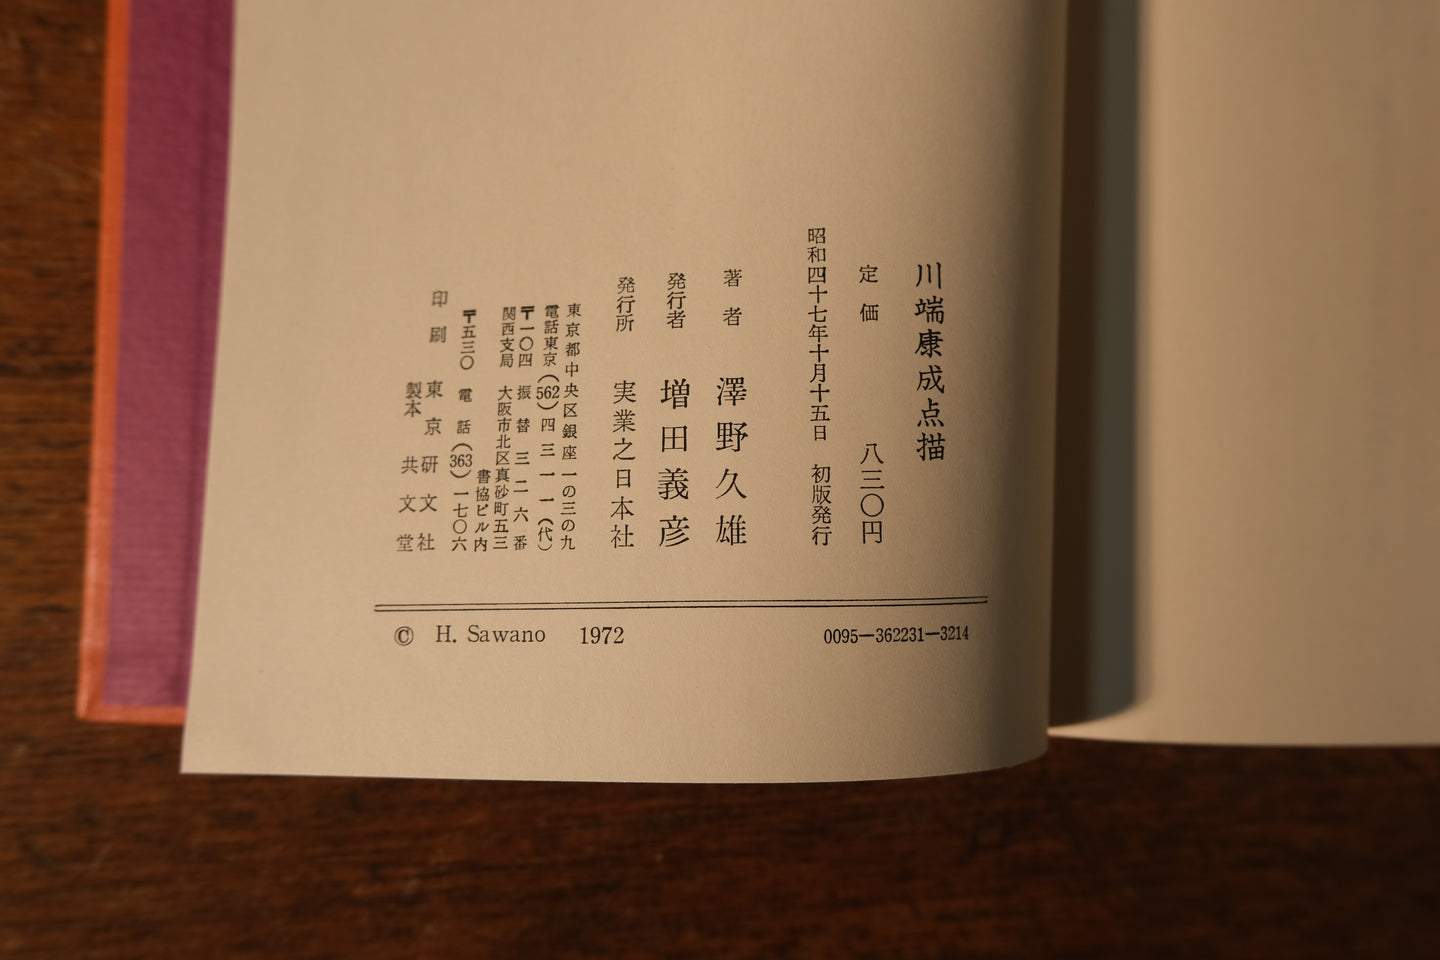 川端康成点描
定価 八三〇円
昭和四十七年十月十五日 初版発行
著者 澤野久雄
発行者 増田義彦
発行所 実業之日本社
東京都中央区銀座一の三の九
電話東京(562)四三一一(代)
〒一〇四 振替三二六番
関西支局 大阪市北区真砂町五三
書協ビル内
〒五三〇 電話(363)一七〇六
印刷 東京研文社
製本 共文堂
© H. Sawano 1972
0095—362231—3214